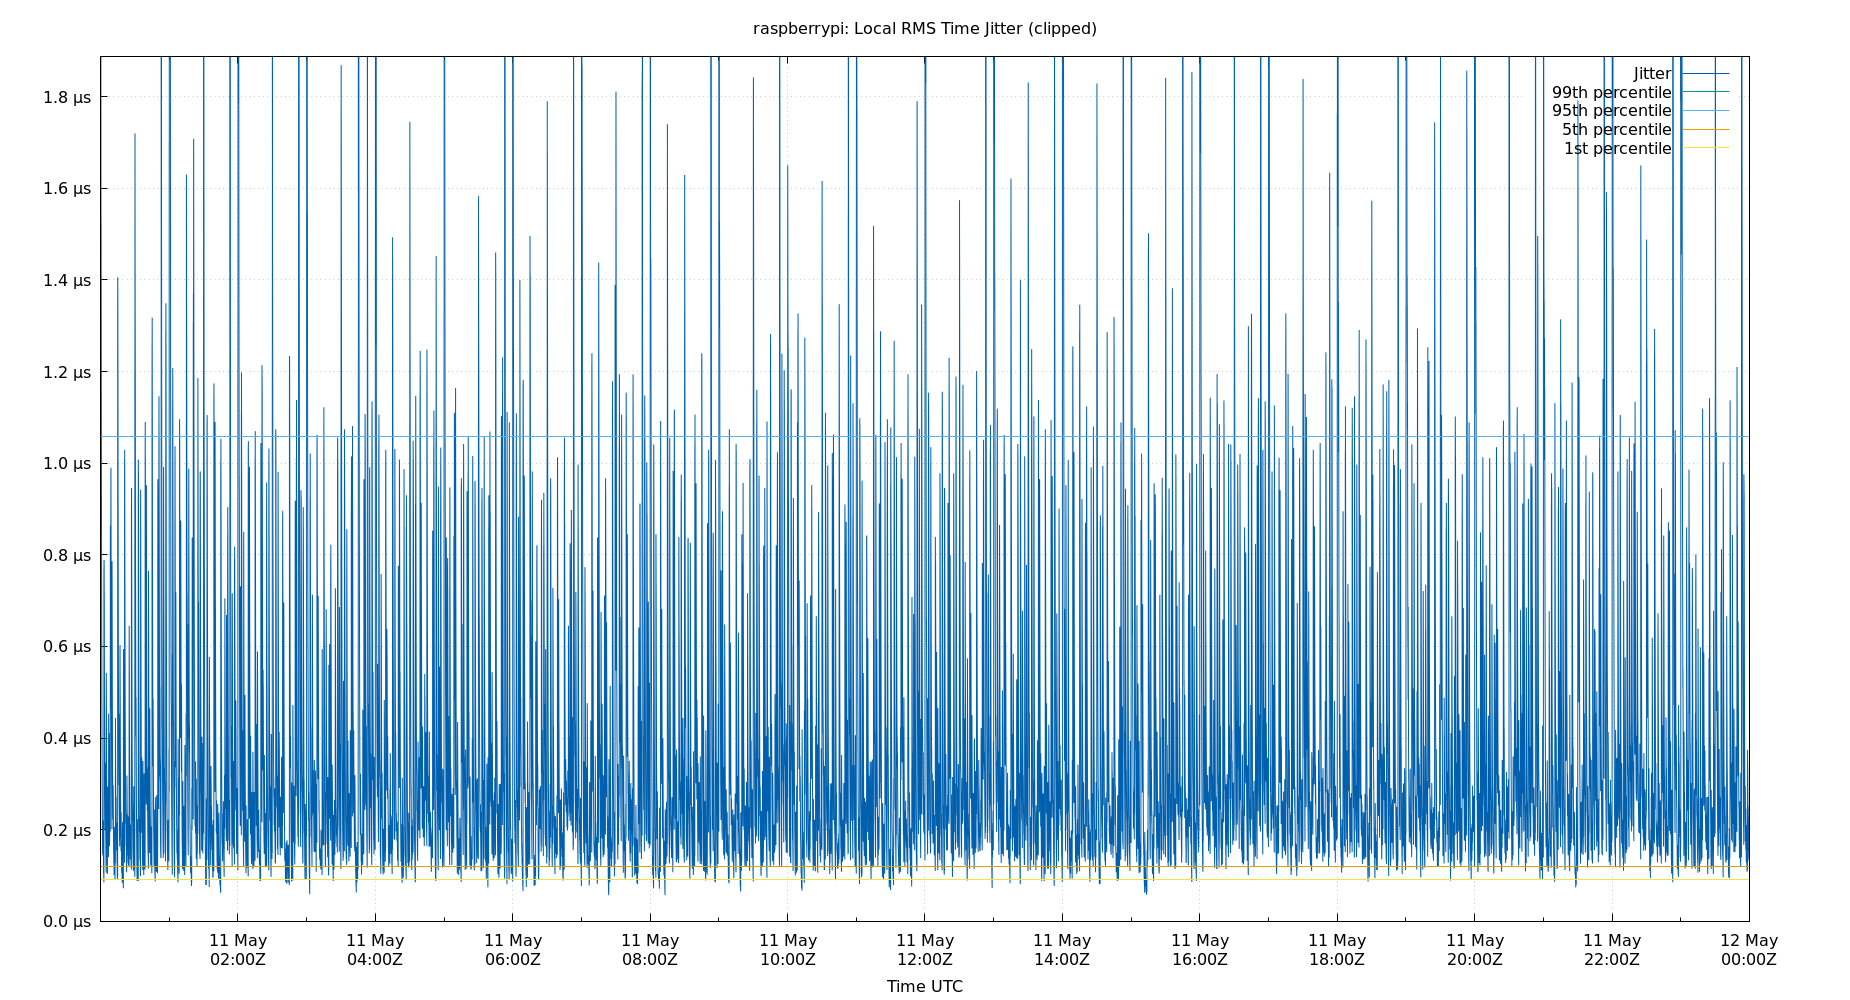 raspberrypi: Local RMS Time Jitter (clipped)
Jitter
99th percentile
95th percentile
5th percentile
1st percentile
1.8 µs
1.6 µs
1.4 µs
1.2 µs
1.0 µs
0.8 µs
0.6 µs
0.4 µs
0.2 µs
0.0 µs
11 May 11 May 11 May 11 May 11 May 11 May 11 May 11 May 11 May 11 May 11 May 12 May
02:00Z 04:00Z 06:00Z 08:00Z 10:00Z 12:00Z 14:00Z 16:00Z 18:00Z 20:00Z 22:00Z 00:00Z
Time UTC